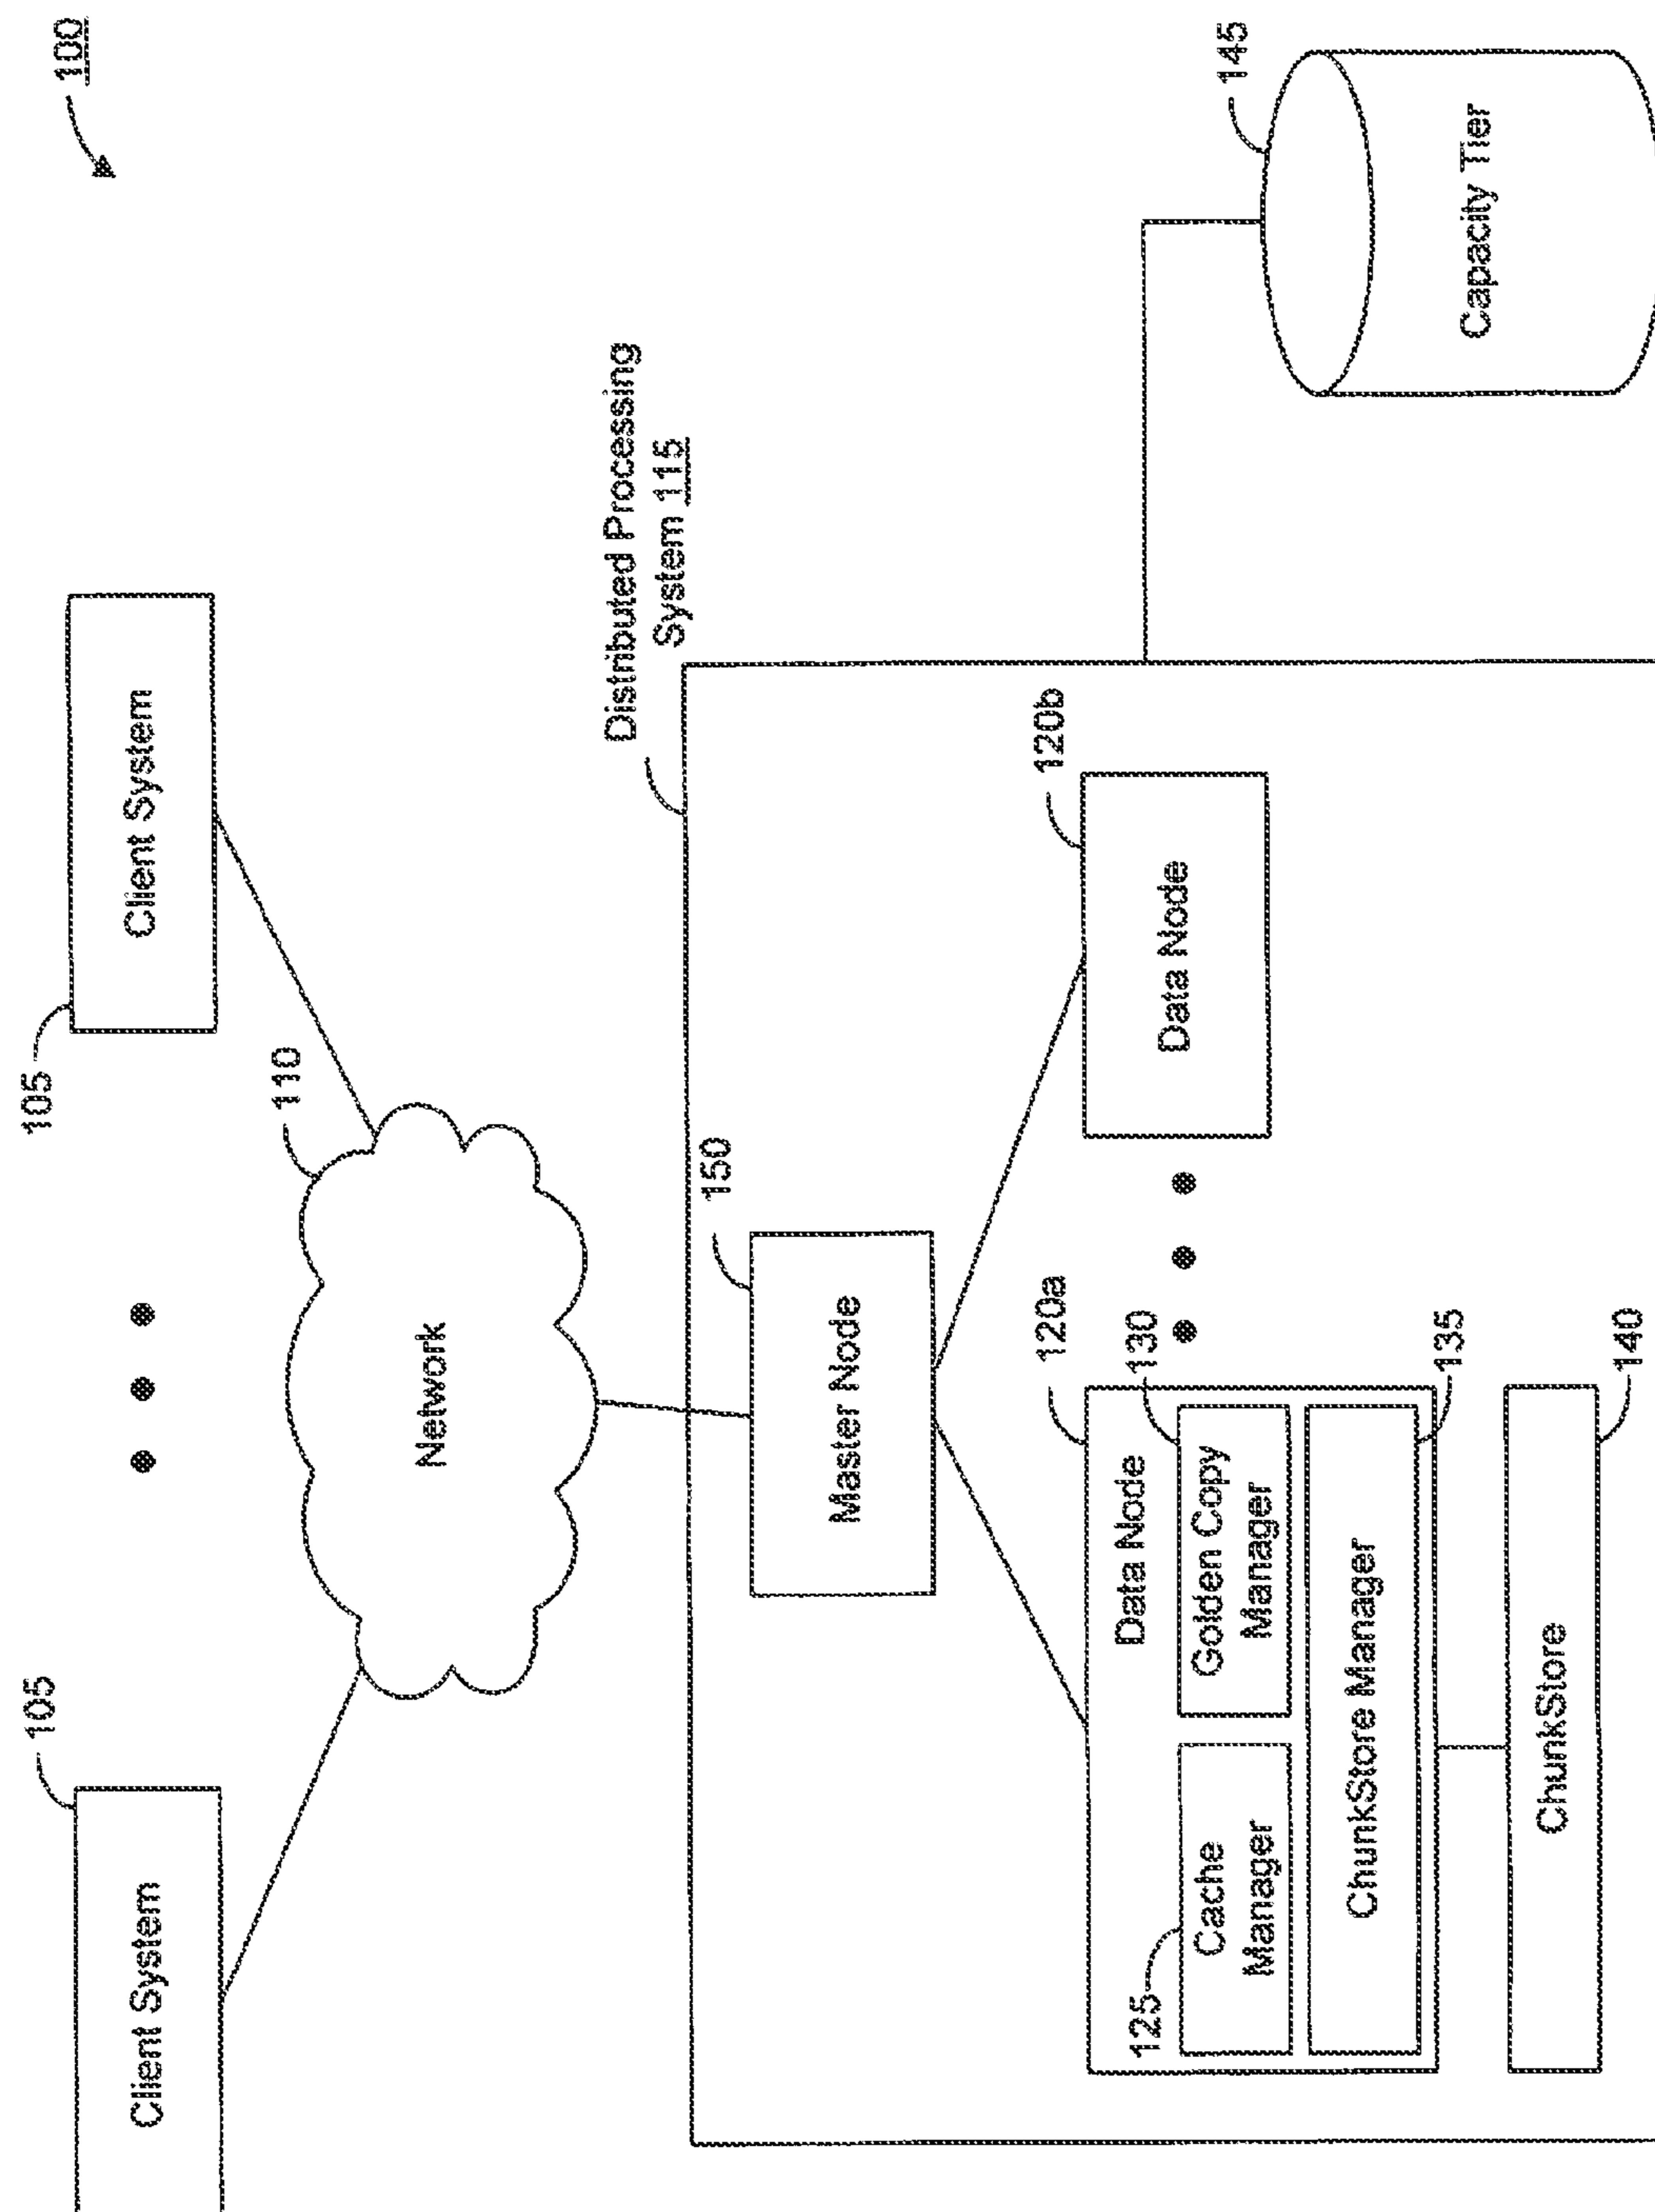 100
105
Client System
105
Client System
110
Network
Distributed Processing
System 115
150
Master Node
120a
Data Node
125
Cache
Manager
130
Golden Copy
Manager
135
ChunkStore Manager
140
ChunkStore
120b
Data Node
145
Capacity Tier